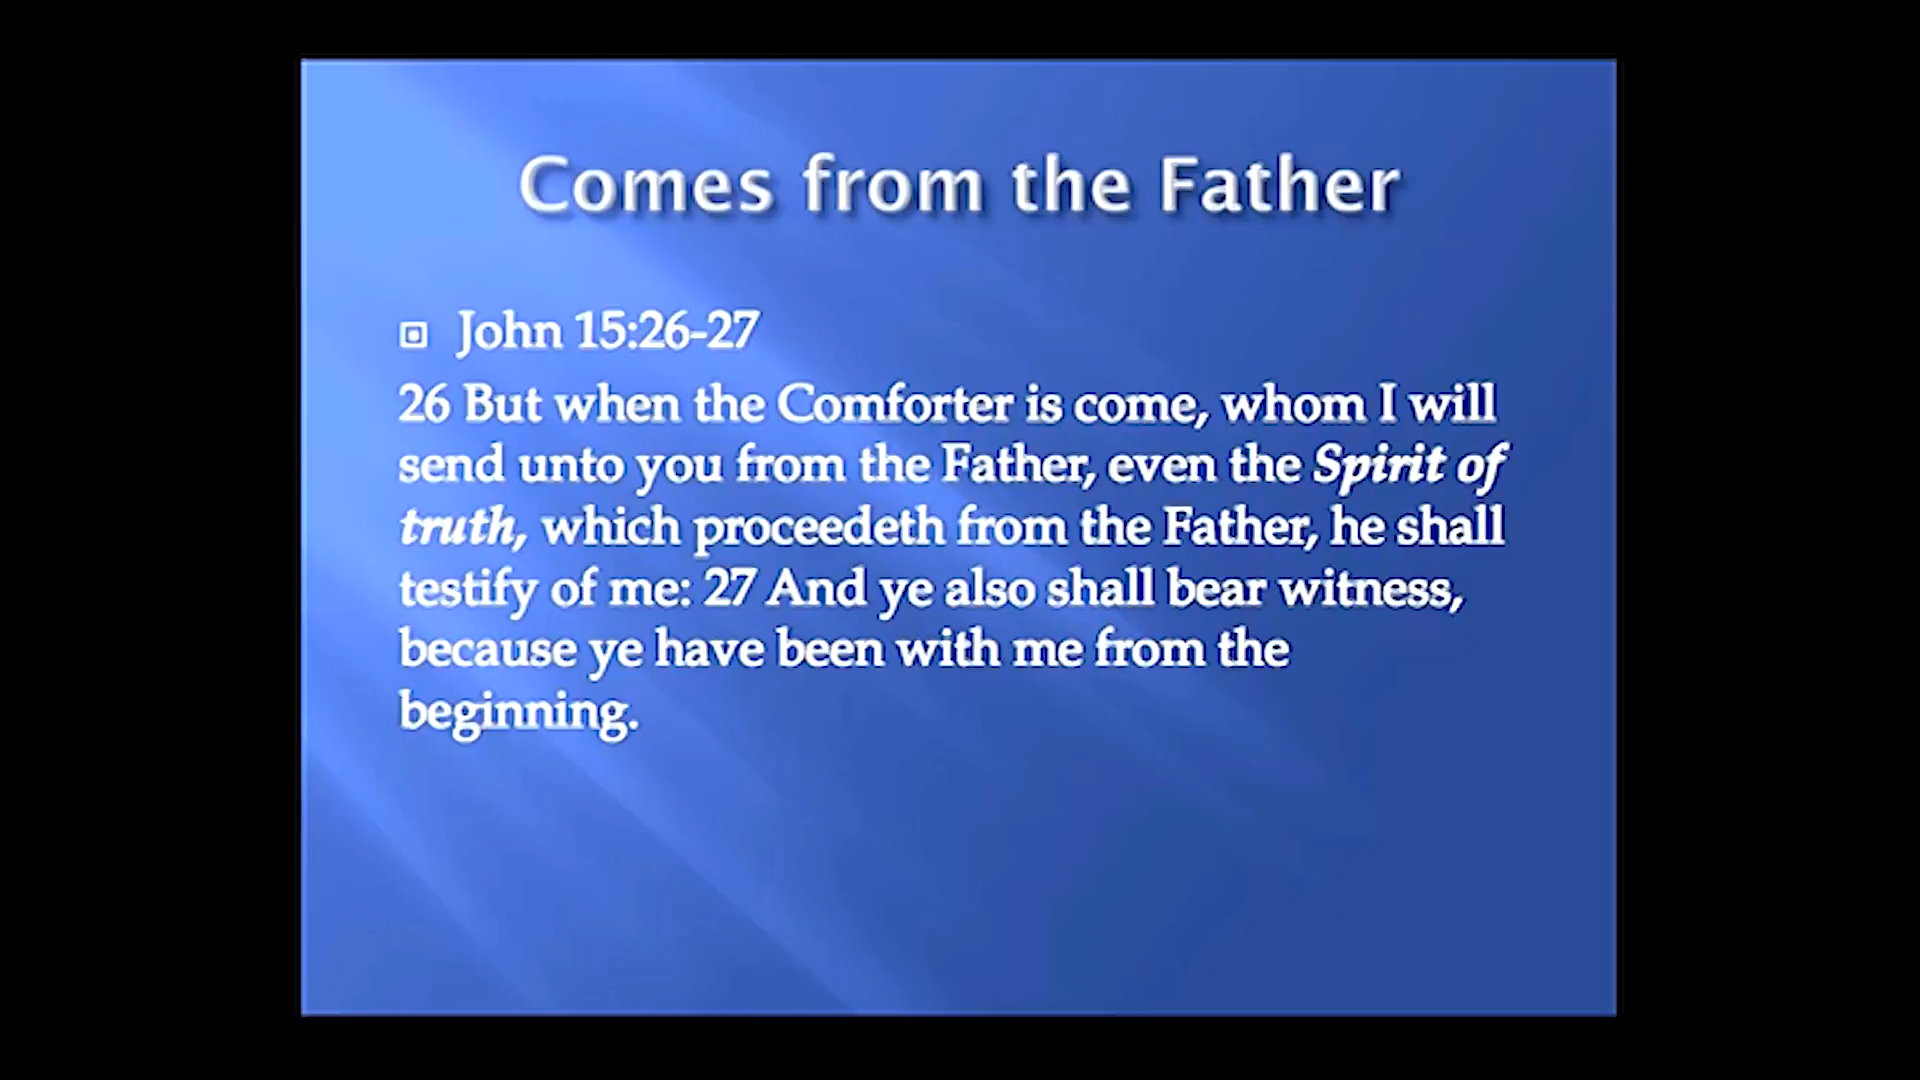 Comes from the Father
John 15:26-27
26 But when the Comforter is come, whom I will
send unto you from the Father, even the Spirit of
truth, which proceedeth from the Father, he shall
testify of me: 27 And ye also shall bear witness,
because ye have been with me from the
beginning.